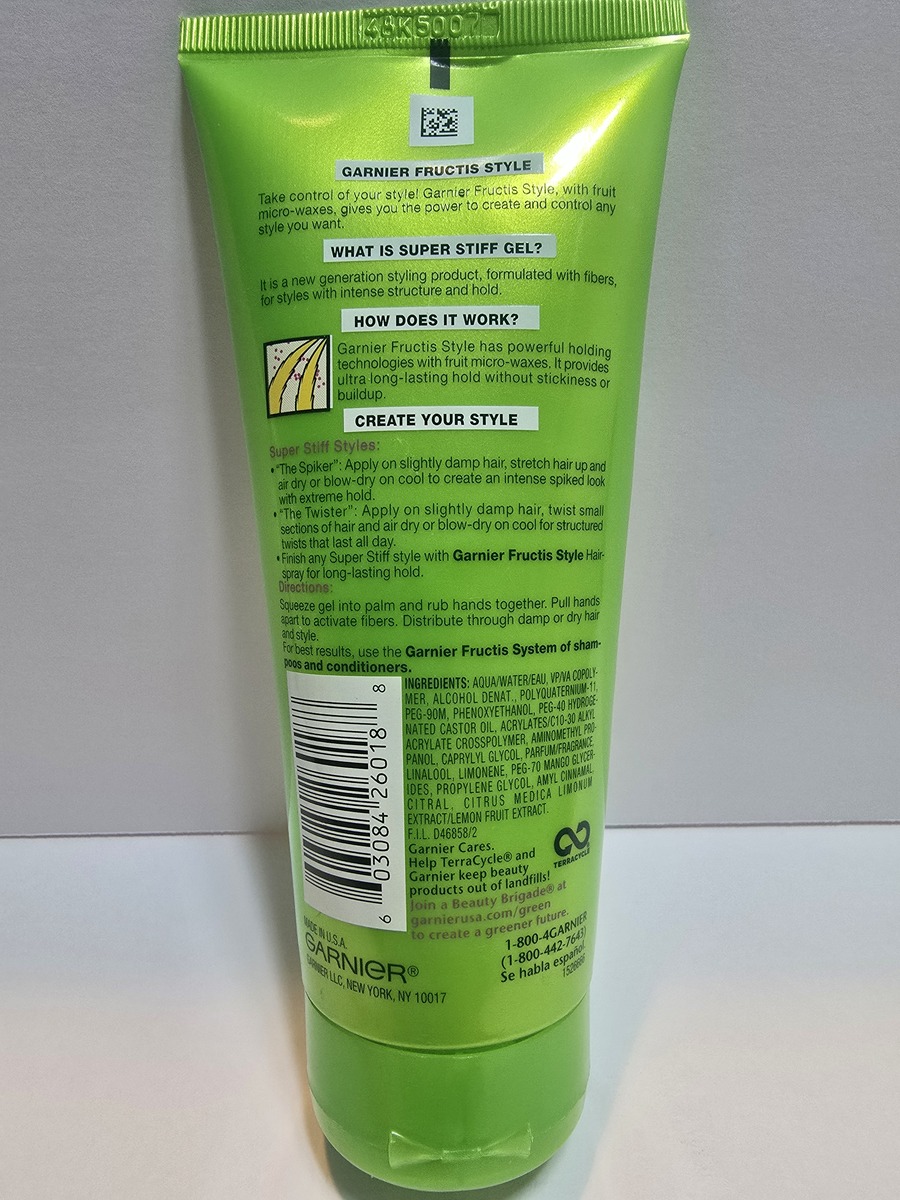 48K5007
GARNIER FRUCTIS STYLE
Take control of your style! Garnier Fructis Style, with fruit
micro-waxes, gives you the power to create and control any
style you want.
WHAT IS SUPER STIFF GEL?
It is a new generation styling product, formulated with fibers,
for styles with intense structure and hold.
HOW DOES IT WORK?
Garnier Fructis Style has powerful holding
technologies with fruit micro-waxes. It provides
ultra long-lasting hold without stickiness or
buildup.
CREATE YOUR STYLE
Super Stiff Styles:
• "The Spiker": Apply on slightly damp hair, stretch hair up and
air dry or blow-dry on cool to create an intense spiked look
with extreme hold.
• "The Twister": Apply on slightly damp hair, twist small
sections of hair and air dry or blow-dry on cool for structured
twists that last all day.
• Finish any Super Stiff style with Garnier Fructis Style Hair-
spray for long-lasting hold.
Directions:
Squeeze gel into palm and rub hands together. Pull hands
apart to activate fibers. Distribute through damp or dry hair
and style.
For best results, use the Garnier Fructis System of sham-
poos and conditioners.
INGREDIENTS: AQUA/WATER/EAU, VP/VA COPOLY-
MER, ALCOHOL DENAT., POLYQUATERNIUM-11,
PEG-90M, PHENOXYETHANOL, PEG-40 HYDROGE-
NATED CASTOR OIL, ACRYLATES/C10-30 ALKYL
ACRYLATE CROSSPOLYMER, AMINOMETHYL PRO-
PANOL, CAPRYLYL GLYCOL, PARFUM/FRAGRANCE,
LINALOOL, LIMONENE, PEG-70 MANGO GLYCER-
IDES, PROPYLENE GLYCOL, AMYL CINNAMAL,
CITRAL, CITRUS MEDICA LIMONUM
EXTRACT/LEMON FRUIT EXTRACT.
F.I.L. D46858/2
6 03084 26018 8
Garnier Cares.
Help TerraCycle® and
Garnier keep beauty
products out of landfills!
Join a Beauty Brigade® at
garnierusa.com/green
to create a greener future.
TERRACYCLE
1-800-4GARNIER
(1-800-442-7643)
Se habla español.
MADE IN U.S.A.
GARNIER®
GARNIER LLC, NEW YORK, NY 10017